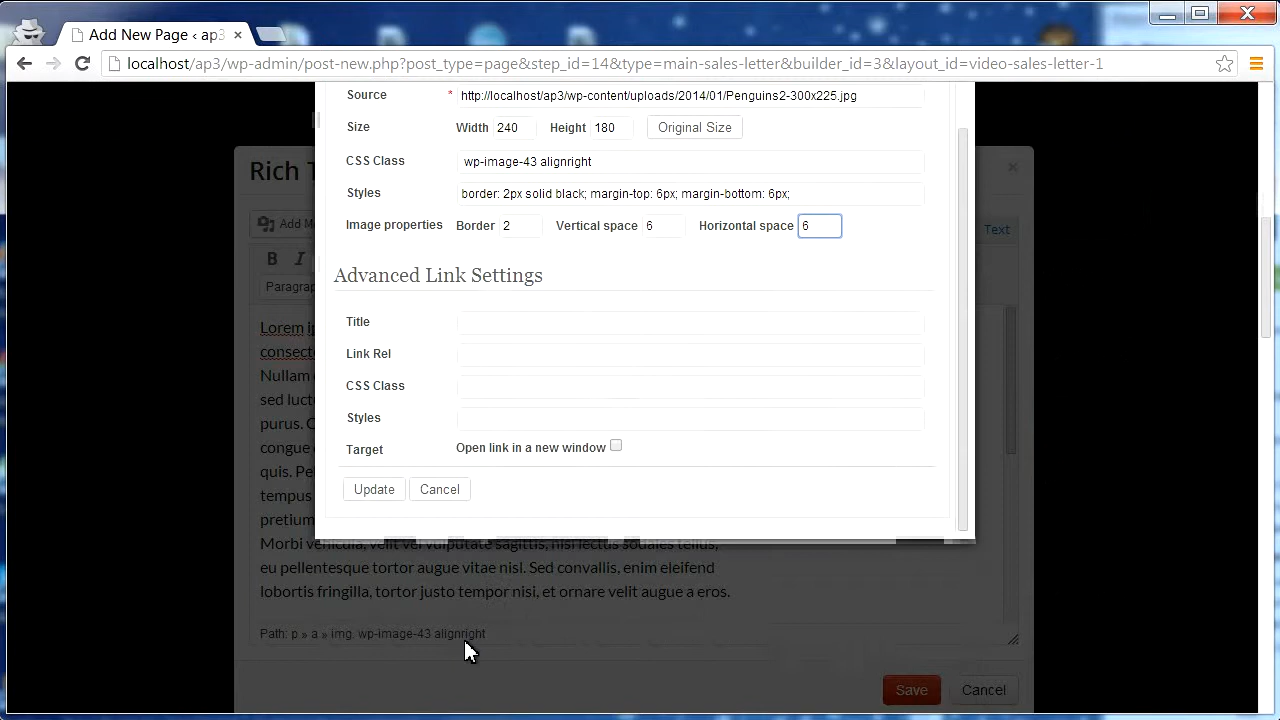 Add New Page ‹ ap3
localhost/ap3/wp-admin/post-new.php?post_type=page&step_id=14&type=main-sales-letter&builder_id=3&layout_id=video-sales-letter-1
Source * http://localhost/ap3/wp-content/uploads/2014/01/Penguins2-300x225.jpg
Size Width 240 Height 180 Original Size
CSS Class wp-image-43 alignright
Rich T
Styles border: 2px solid black; margin-top: 6px; margin-bottom: 6px;
Add M
Image properties Border 2 Vertical space 6 Horizontal space 6
Text
B I
Advanced Link Settings
Paragrap
Lorem ip
Title
consecte
Link Rel
Nullam
CSS Class
sed luctu
Styles
purus.
congue
Target Open link in a new window
quis. Pel
tempus
Update Cancel
pretium
Morbi vehicula, velit vel vulputate sagittis, nisl lectus sodales tellus,
eu pellentesque tortor augue vitae nisl. Sed convallis, enim eleifend
lobortis fringilla, tortor justo tempor nisi, et ornare velit augue a eros.
Path: p » a » img. wp-image-43 alignright
Save Cancel